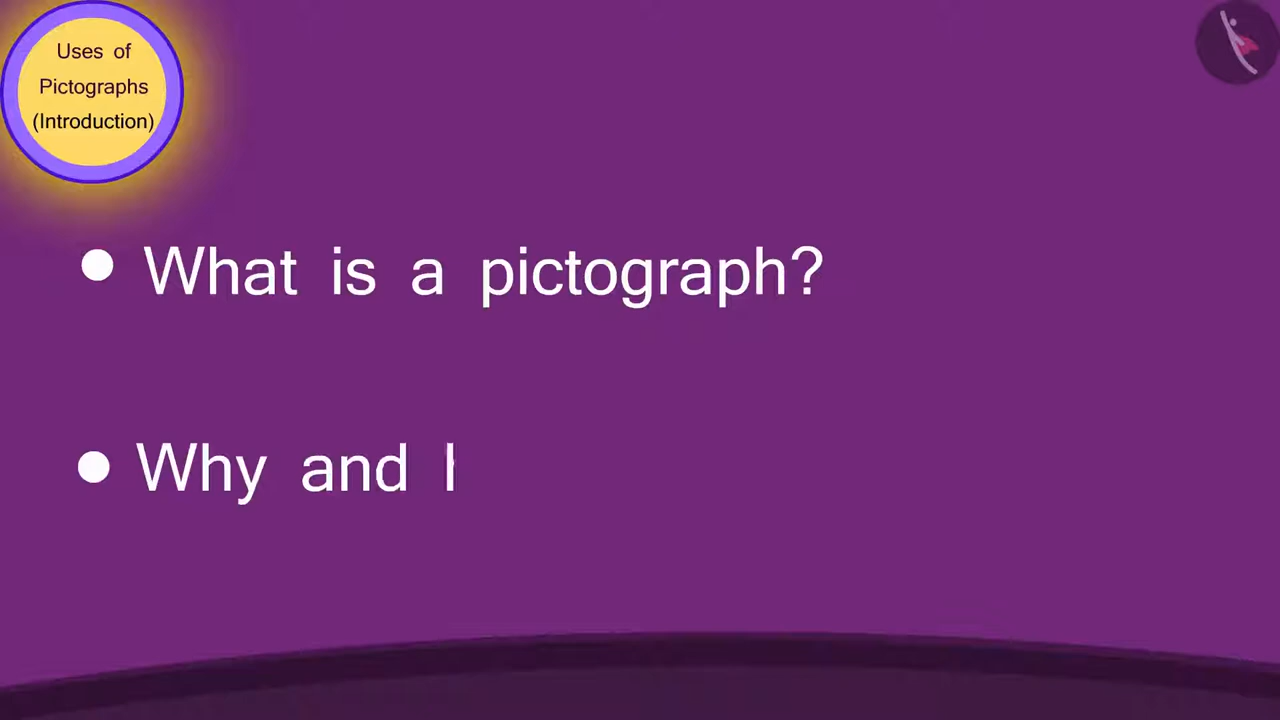 Uses of
Pictographs
(Introduction)
• What is a pictograph?
• Why and